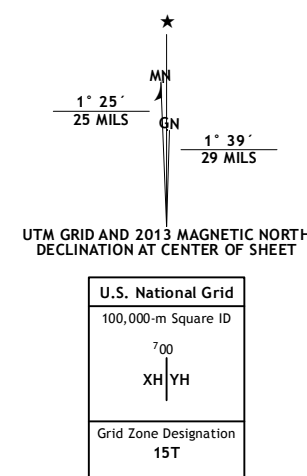 ★
MN
1° 25´
25 MILS
GN
1° 39´
29 MILS
UTM GRID AND 2013 MAGNETIC NORTH
DECLINATION AT CENTER OF SHEET
U.S. National Grid
100,000-m Square ID
⁷00
XH YH
Grid Zone Designation
15T